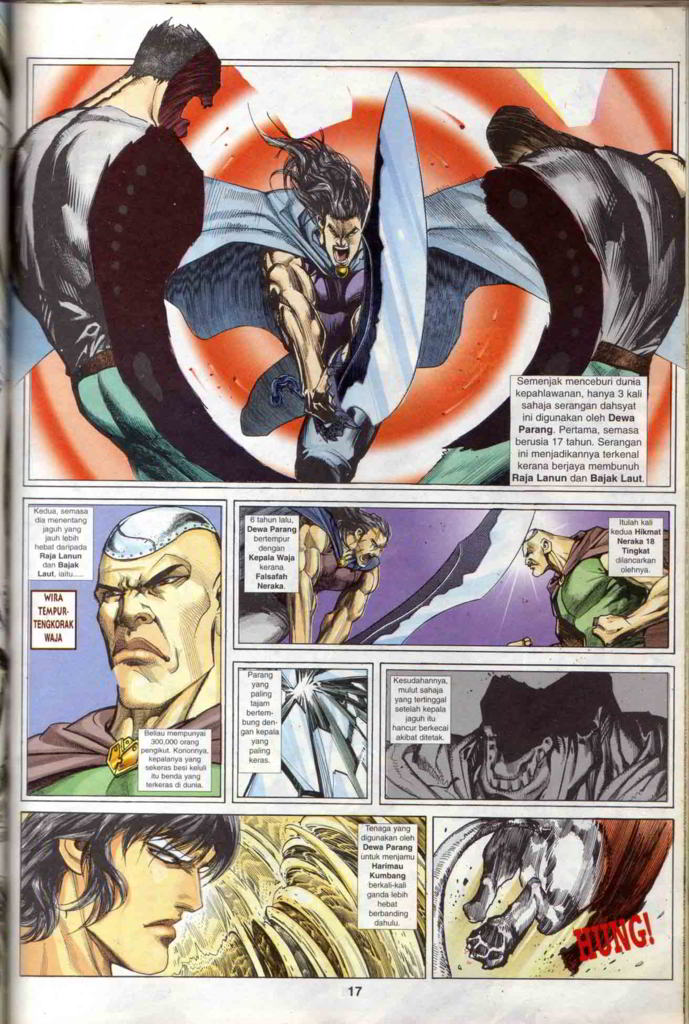 Semenjak menceburi dunia
kepahlawanan, hanya 3 kali
sahaja serangan dahsyat
ini digunakan oleh Dewa
Parang. Pertama, semasa
berusia 17 tahun. Serangan
ini menjadikannya terkenal
kerana berjaya membunuh
Raja Lanun dan Bajak Laut.
Kedua, semasa
dia menentang
jaguh yang
jauh lebih
hebat daripada
Raja Lanun dan
Bajak
Laut, iaitu....
WIRA
TEMPUR-
TENGKORAK
WAJA
Beliau mempunyai
300,000 orang
pengikut. Kononnya,
kepalanya yang
sekeras besi keluli
itu benda yang
terkeras di dunia.
6 tahun lalu,
Dewa Parang
bertempur
dengan
Kepala Waja
kerana
Falsafah
Neraka.
Itulah kali
kedua Hikmat
Neraka 18
Tingkat
dilancarkan
olehnya.
Parang
yang
paling
tajam
bertem-
bung den-
gan kepala
yang
paling
keras.
Kesudahannya,
mulut sahaja
yang tertinggal
setelah kepala
jaguh itu
hancur berkecai
akibat ditetak.
Tenaga yang
digunakan oleh
Dewa Parang
untuk menjamu
Harimau
Kumbang
berkali-kali
ganda lebih
hebat
berbanding
dahulu.
HUNG!
17